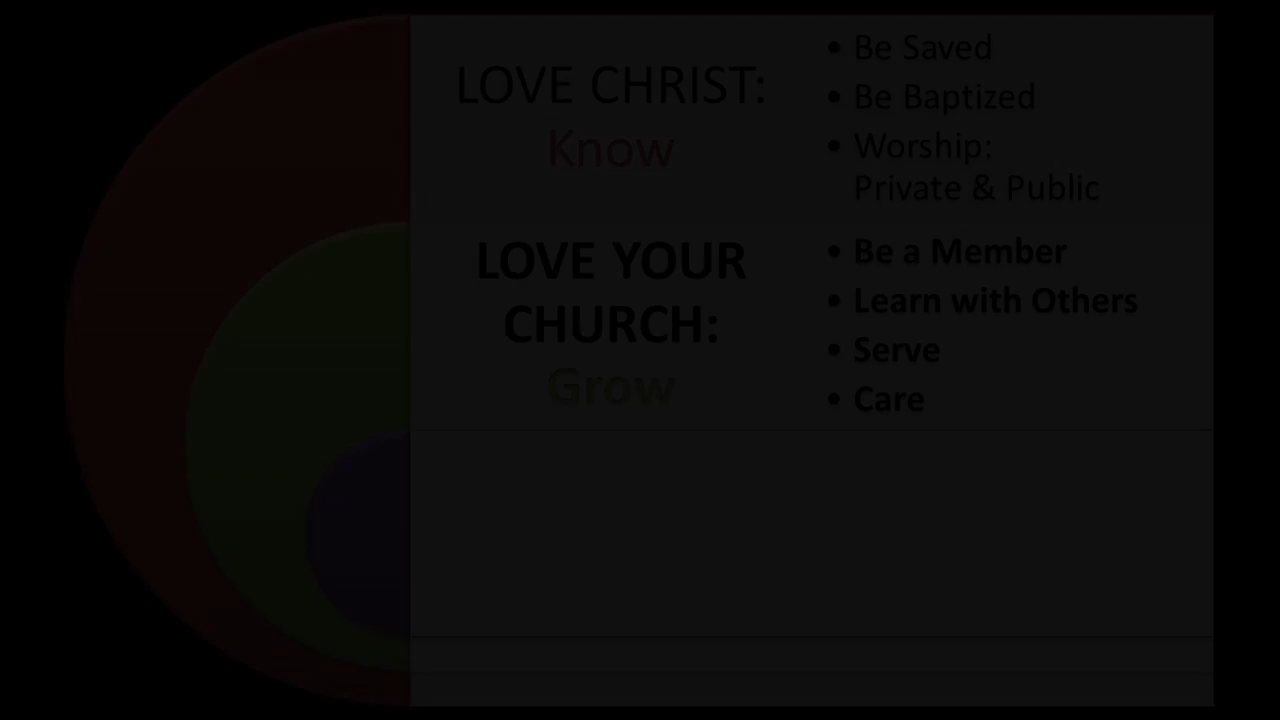 LOVE CHRIST:
Know
• Be Saved
• Be Baptized
• Worship:
Private & Public
LOVE YOUR
CHURCH:
Grow
• Be a Member
• Learn with Others
• Serve
• Care